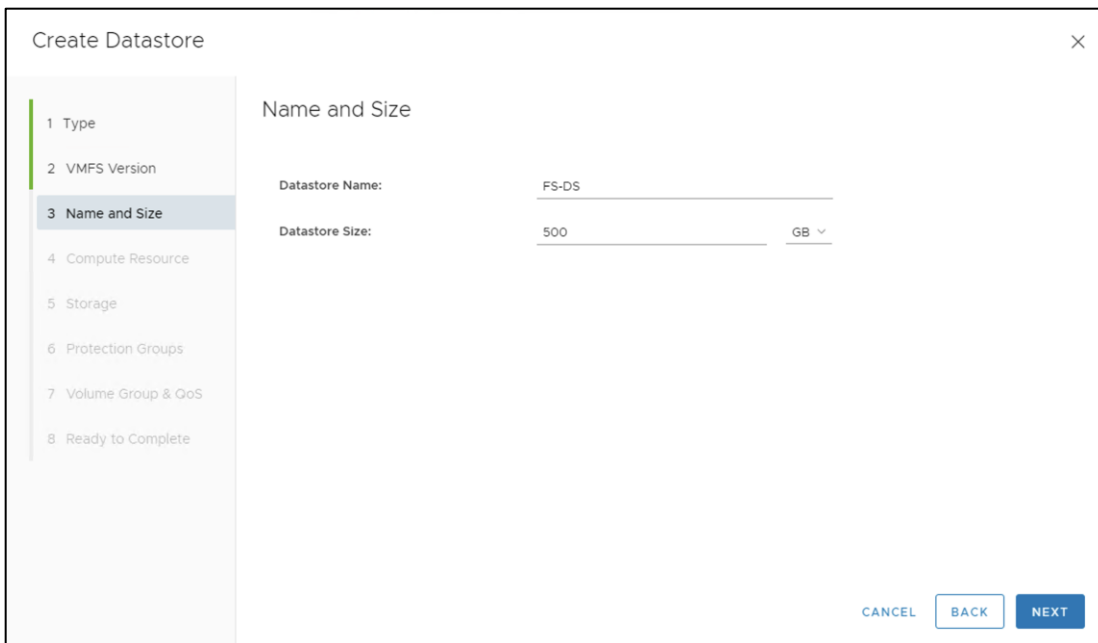 Create Datastore
1 Type
2 VMFS Version
3 Name and Size
4 Compute Resource
5 Storage
6 Protection Groups
7 Volume Group & QoS
8 Ready to Complete
Name and Size
Datastore Name: FS-DS
Datastore Size: 500 GB
CANCEL BACK NEXT